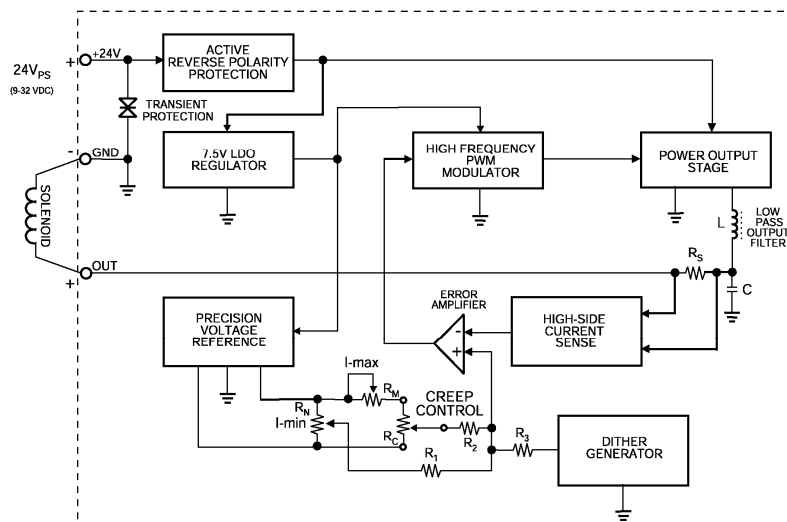 +24V
+
24VPS
(9-32 VDC)
ACTIVE
REVERSE POLARITY
PROTECTION
TRANSIENT
PROTECTION
-
GND
7.5V LDO
REGULATOR
HIGH FREQUENCY
PWM
MODULATOR
POWER OUTPUT
STAGE
SOLENOID
L
LOW
PASS
OUTPUT
FILTER
OUT
+
RS
C
ERROR
AMPLIFIER
PRECISION
VOLTAGE
REFERENCE
-
+
HIGH-SIDE
CURRENT
SENSE
I-max
RM
CREEP
CONTROL
RN
I-min
RC
R2
R1
R3
DITHER
GENERATOR